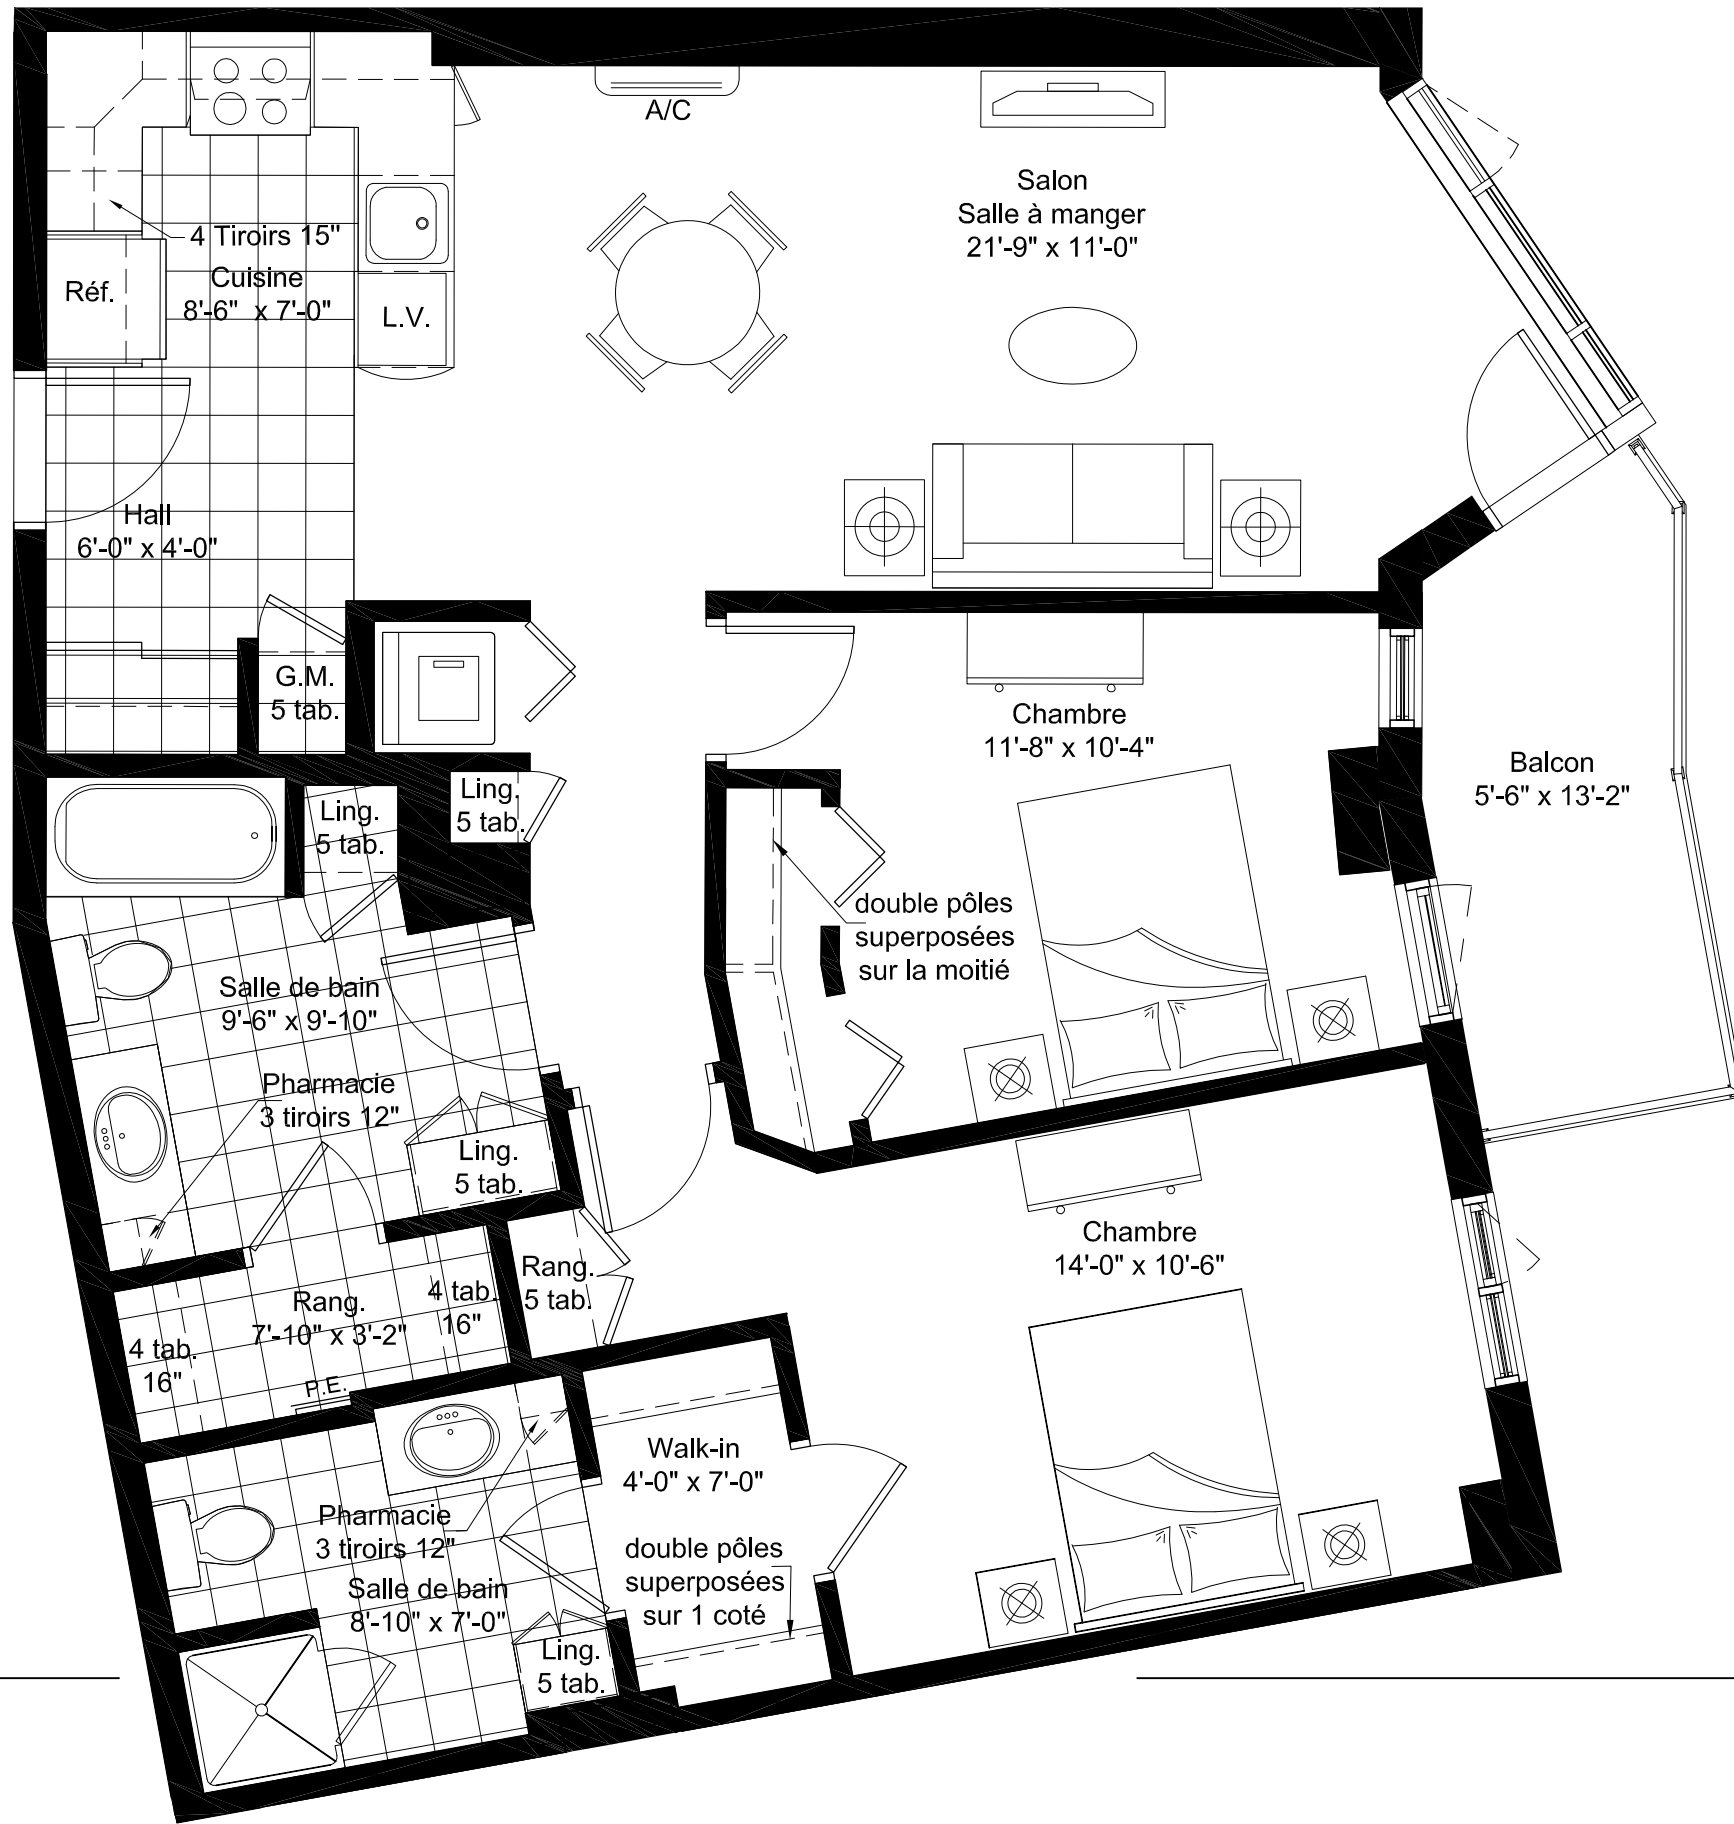 A/C
Salon
Salle à manger
21'-9" x 11'-0"
4 Tiroirs 15"
Réf.
Cuisine
8'-6" x 7'-0"
L.V.
Hall
6'-0" x 4'-0"
G.M.
5 tab.
Chambre
11'-8" x 10'-4"
Balcon
5'-6" x 13'-2"
Ling.
5 tab.
Ling.
5 tab.
double pôles
superposées
sur la moitié
Salle de bain
9'-6" x 9'-10"
Pharmacie
3 tiroirs 12"
Ling.
5 tab.
Chambre
14'-0" x 10'-6"
Rang.
5 tab.
4 tab.
16"
Rang.
7'-10" x 3'-2"
4 tab.
16"
P.E.
Walk-in
4'-0" x 7'-0"
Pharmacie
3 tiroirs 12"
double pôles
superposées
sur 1 coté
Salle de bain
8'-10" x 7'-0"
Ling.
5 tab.